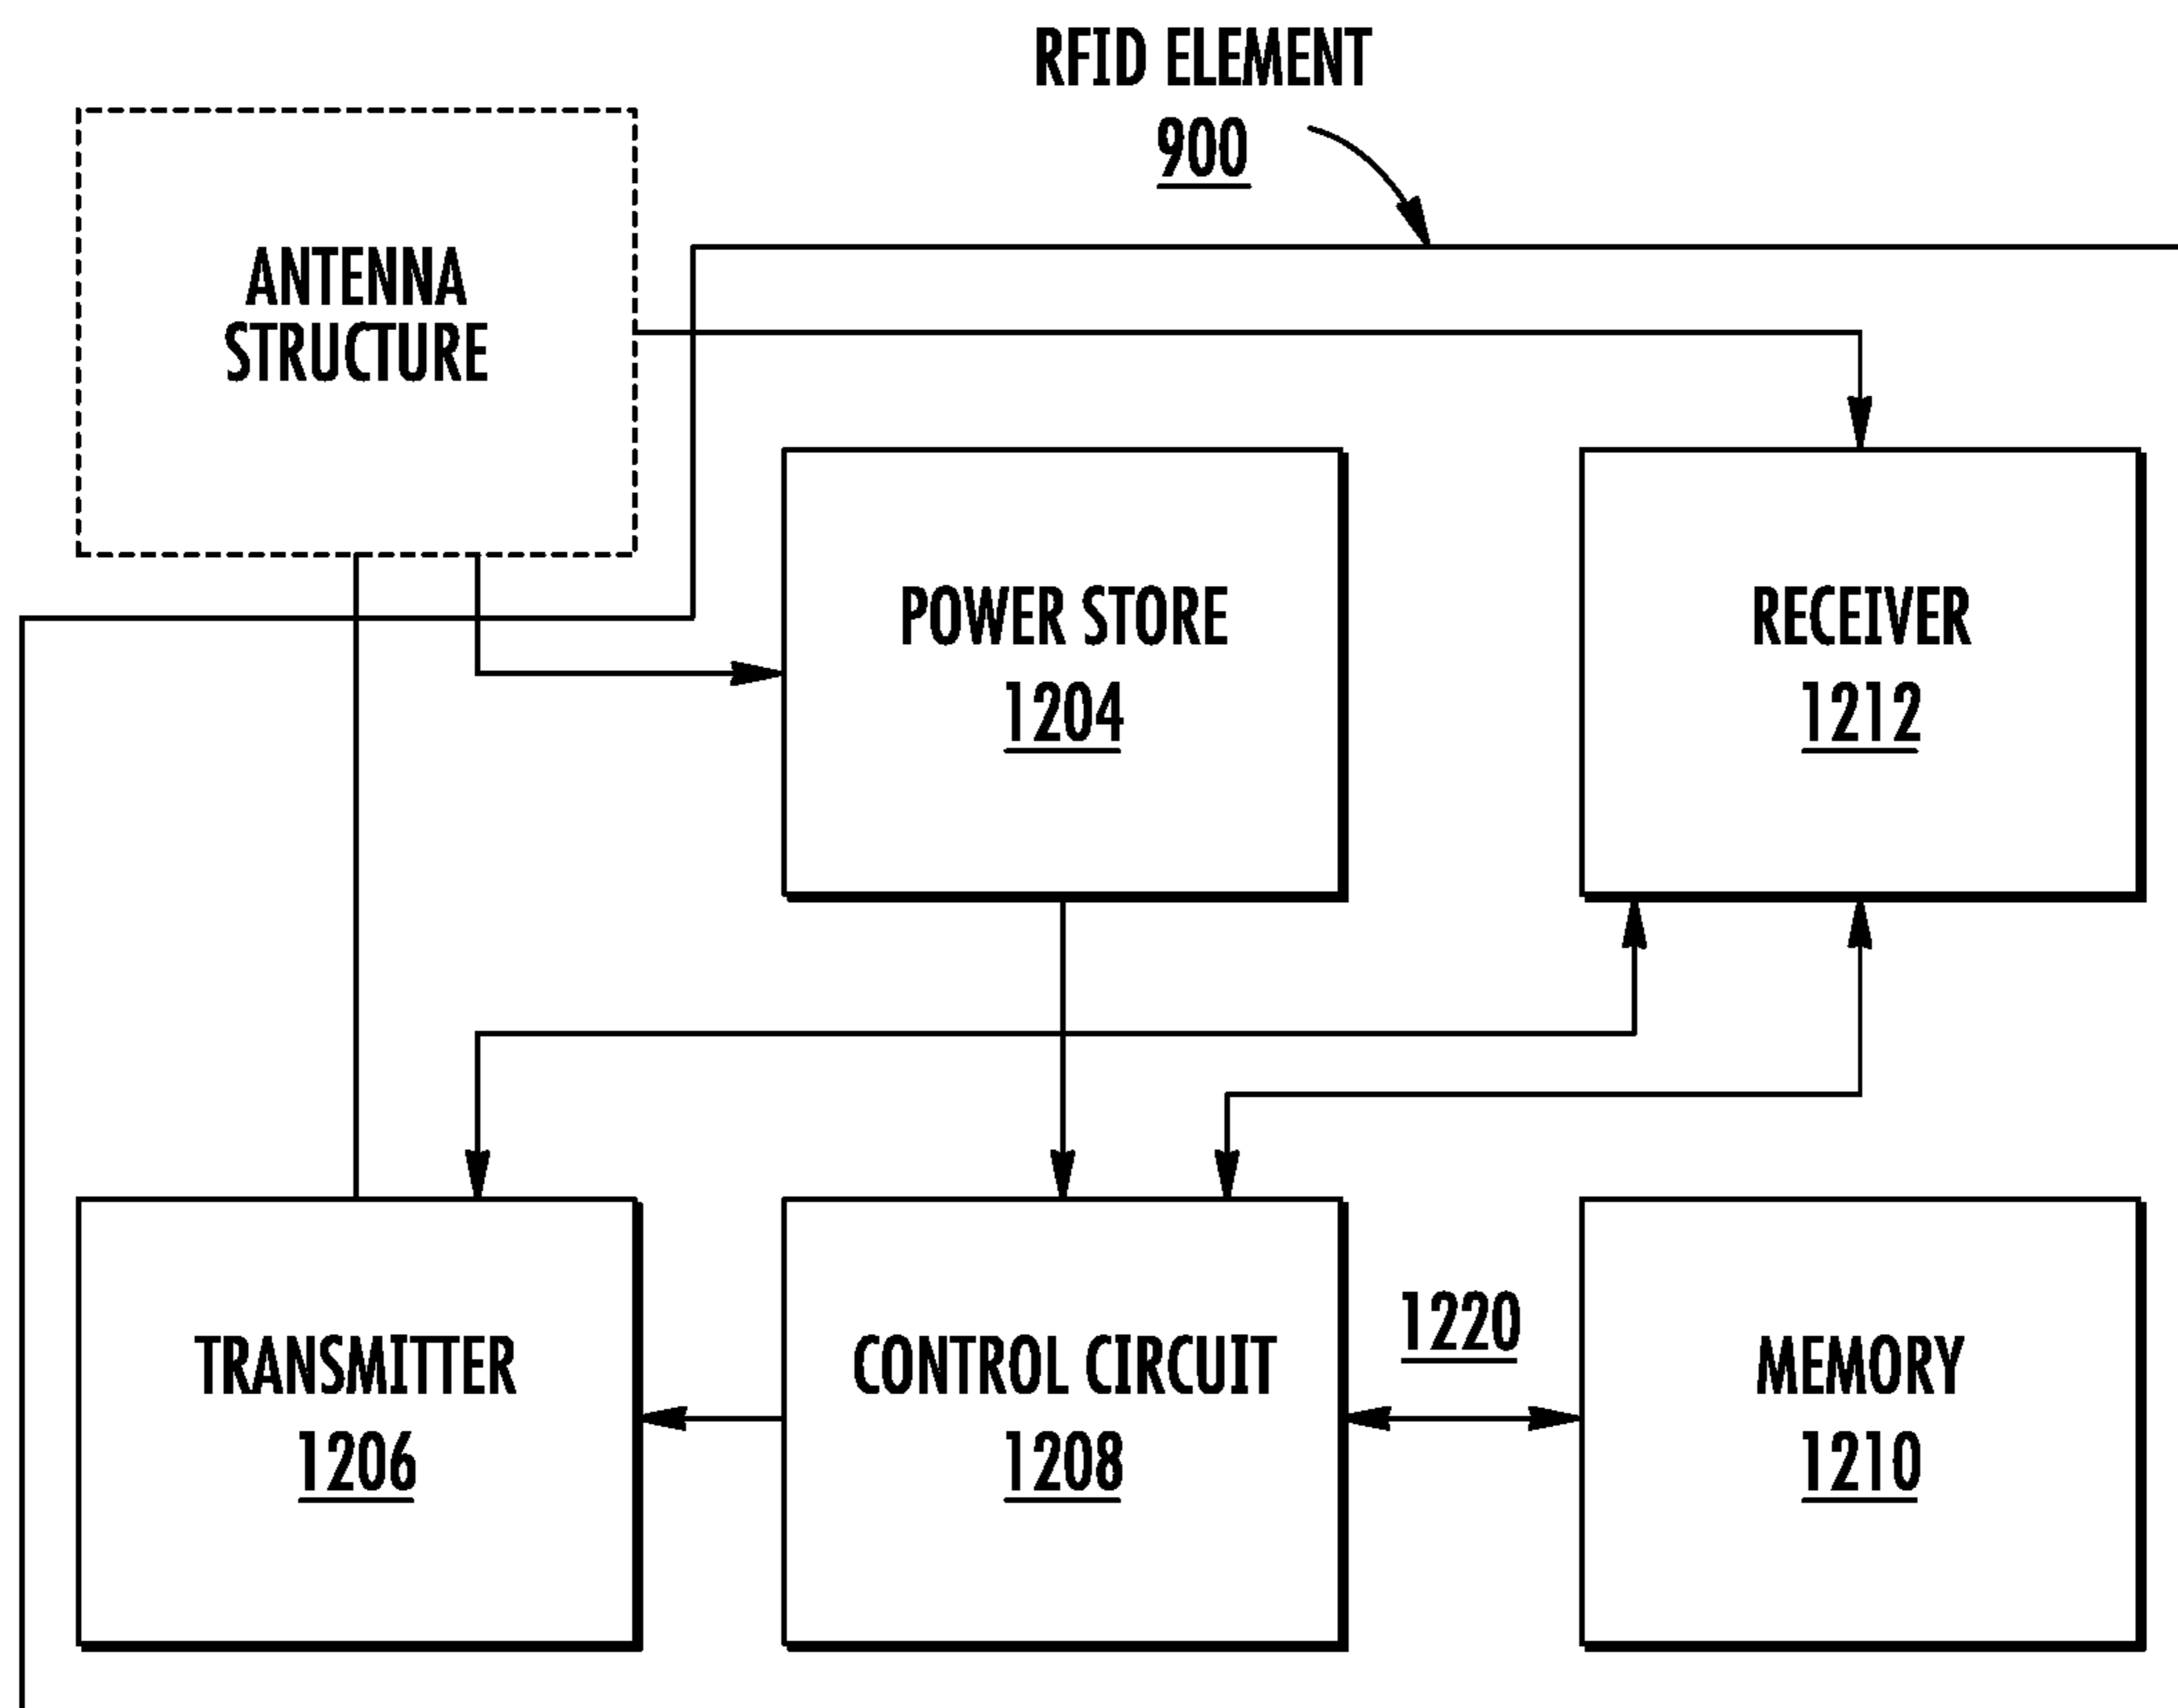 RFID ELEMENT
900
ANTENNA
STRUCTURE
POWER STORE
1204
RECEIVER
1212
TRANSMITTER
1206
CONTROL CIRCUIT
1208
1220
MEMORY
1210